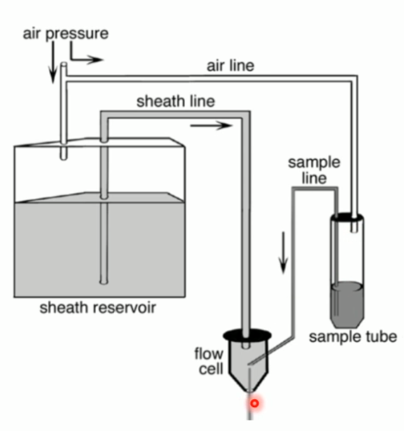 air pressure
air line
sheath line
sample
line
sheath reservoir
sample tube
flow
cell